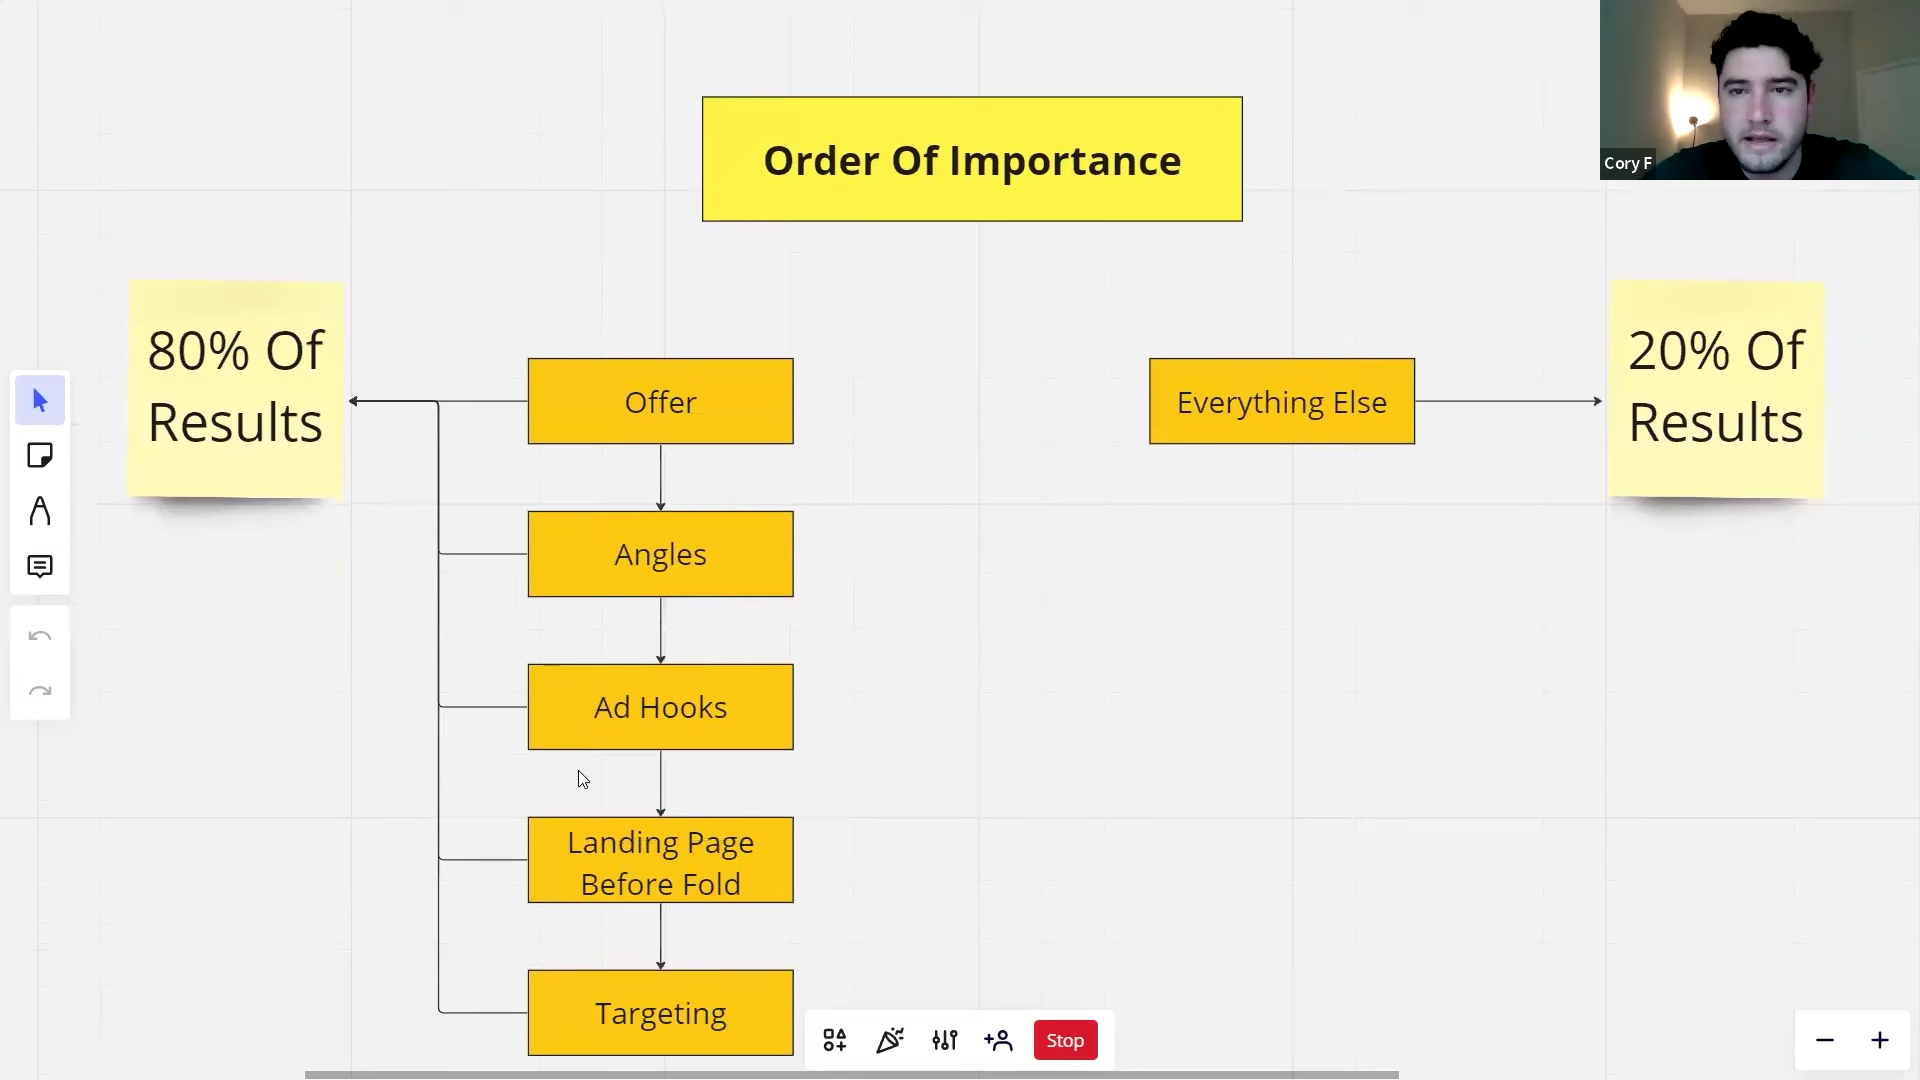 Order Of Importance
Cory F
80% Of
Results
Offer
Everything Else
20% Of
Results
Angles
Ad Hooks
Landing Page
Before Fold
Targeting
Stop